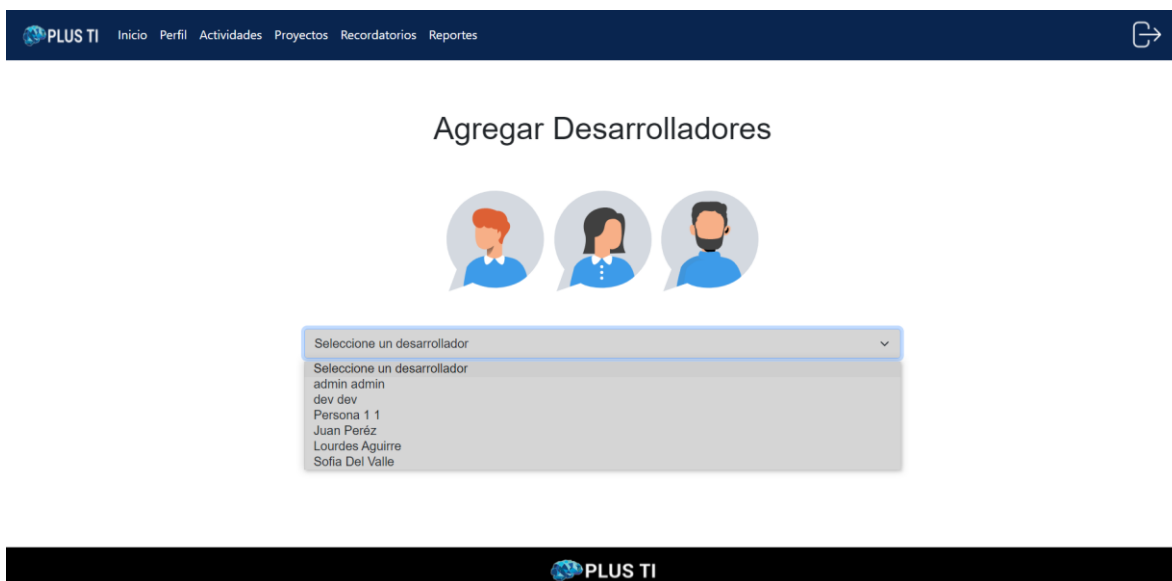 PLUS TI Inicio Perfil Actividades Proyectos Recordatorios Reportes
Agregar Desarrolladores
Seleccione un desarrollador
Seleccione un desarrollador
admin admin
dev dev
Persona 1 1
Juan Peréz
Lourdes Aguirre
Sofia Del Valle
PLUS TI